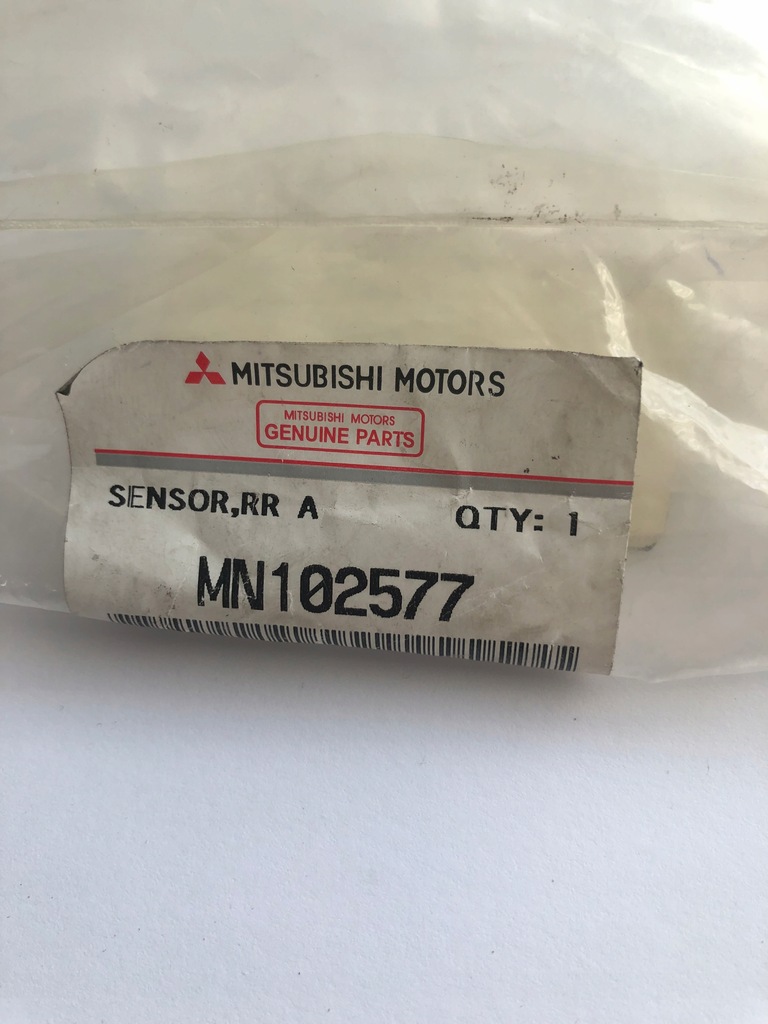 MITSUBISHI MOTORS
MITSUBISHI MOTORS
GENUINE PARTS
SENSOR,RR A QTY: 1
MN102577